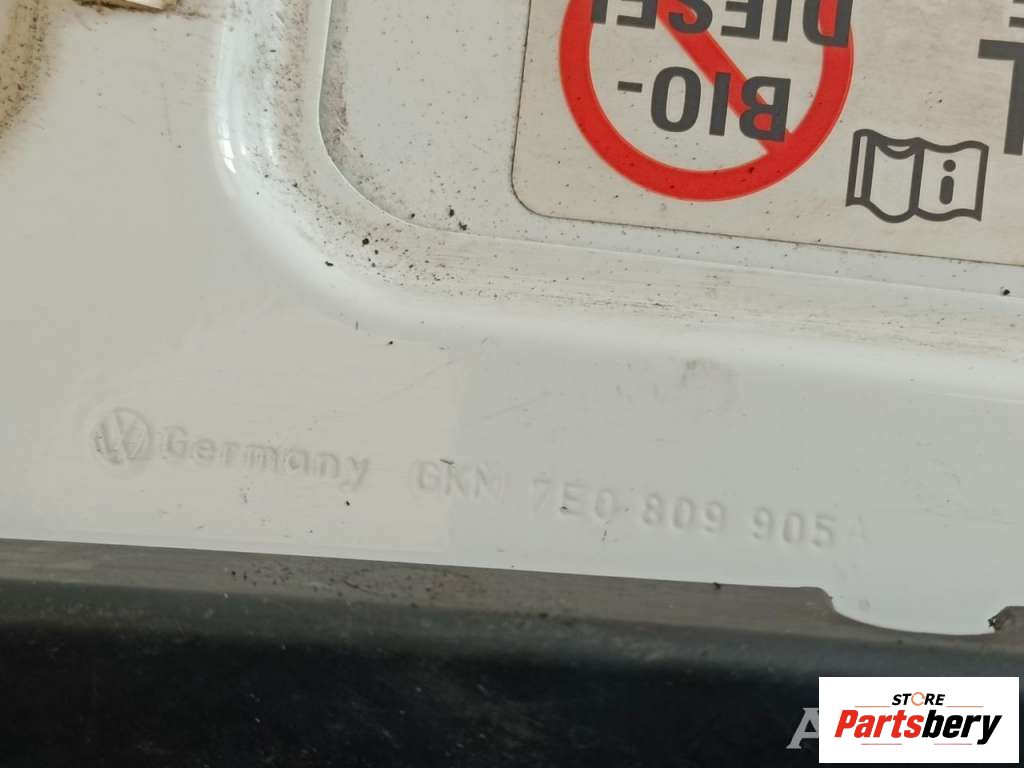 BIO-
DIESEL
Germany GKN 7E0 809 905 A
STORE
Partsbery